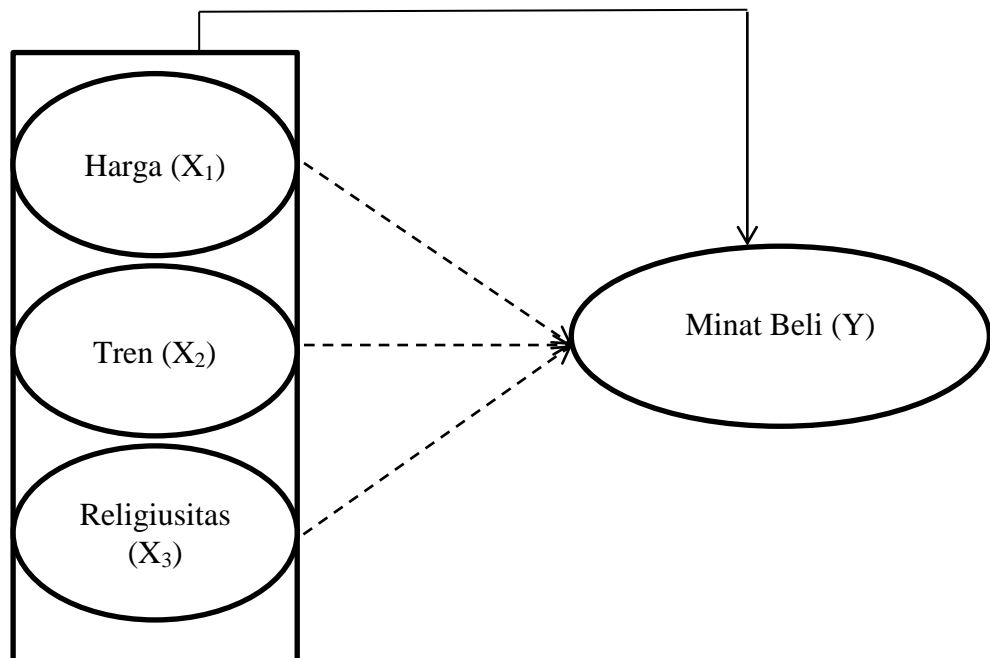 Harga (X₁)
Tren (X₂)
Religiusitas
(X₃)
Minat Beli (Y)